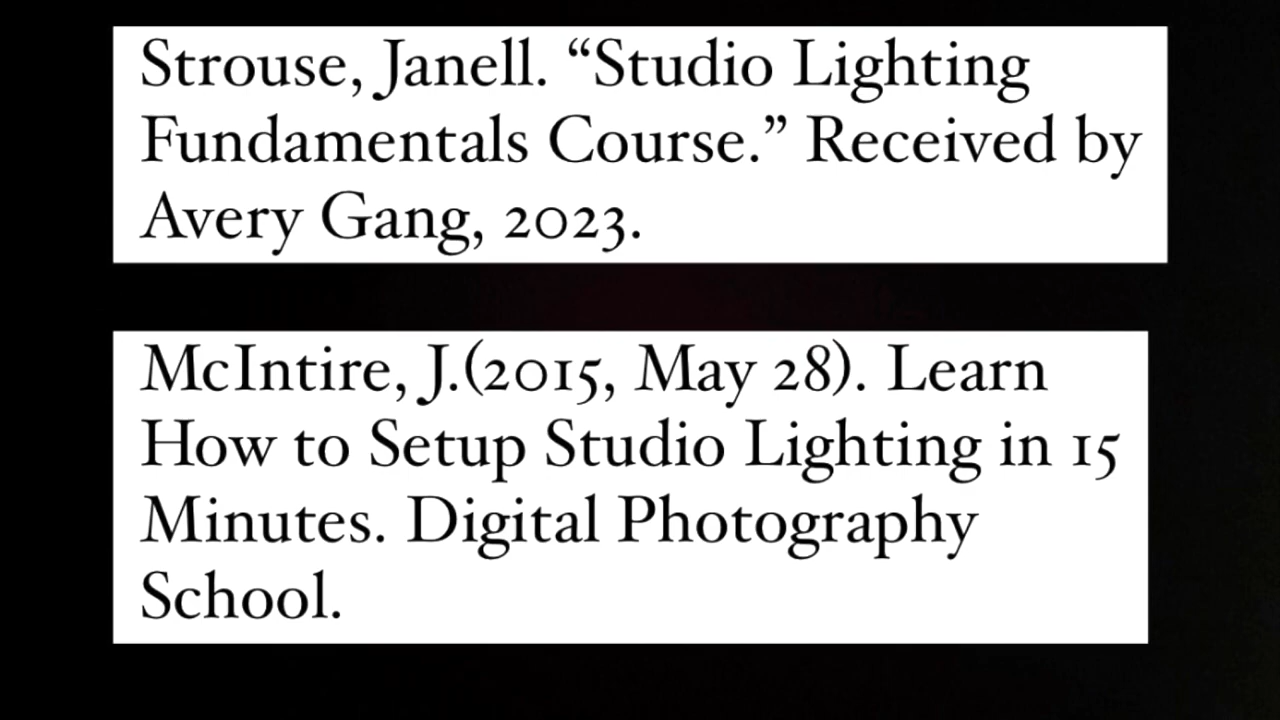 Strouse, Janell. “Studio Lighting
Fundamentals Course.” Received by
Avery Gang, 2023.
McIntire, J.(2015, May 28). Learn
How to Setup Studio Lighting in 15
Minutes. Digital Photography
School.